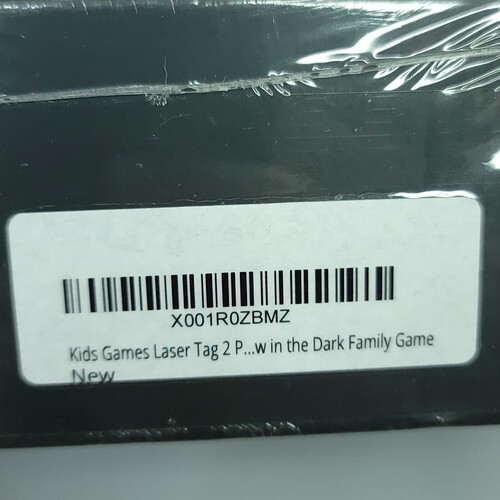 X001R0ZBMZ
Kids Games Laser Tag 2 P...w in the Dark Family Game
New